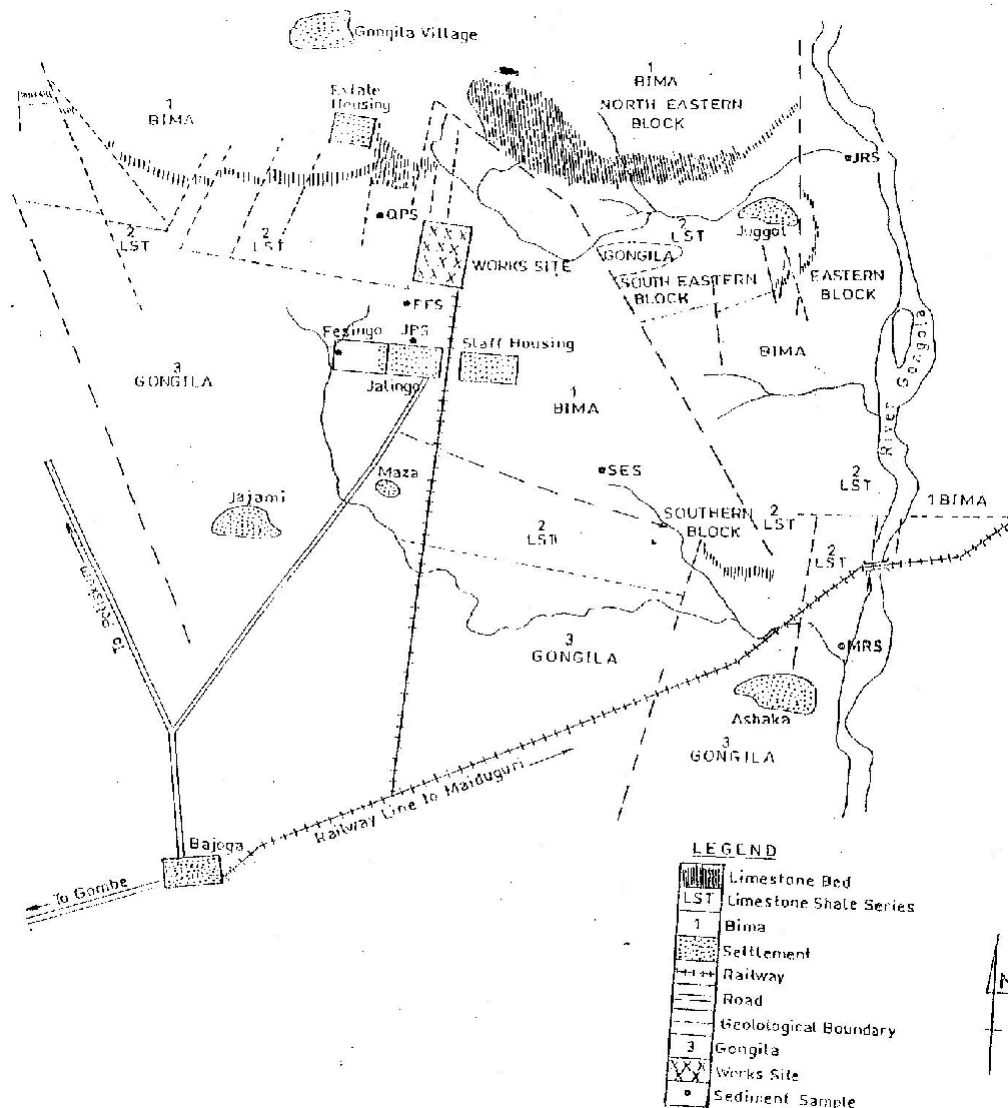 Gongila Village
1
BIMA
Estate
Housing
1
BIMA
NORTH EASTERN
BLOCK
JRS
QPS
2
LST
2
LST
2
LST
Juggol
WORKS SITE
GONGILA
SOUTH EASTERN
BLOCK
EASTERN
BLOCK
FFS
Fezingo
JPS
Staff Housing
Jalingo
BIMA
3
GONGILA
1
BIMA
River Gongola
Maza
SES
Jajami
2
LST
SOUTHERN
BLOCK
2
LST
2
LST
1 BIMA
2
LST
To Potiskum
3
GONGILA
MRS
Ashaka
3
GONGILA
Railway Line to Maiduguri
Bajoga
To Gombe
LEGEND
Limestone Bed
LST Limestone Shale Series
1 Bima
Settlement
Railway
Road
Geolological Boundary
3 Gongila
Works Site
Sediment Sample
N